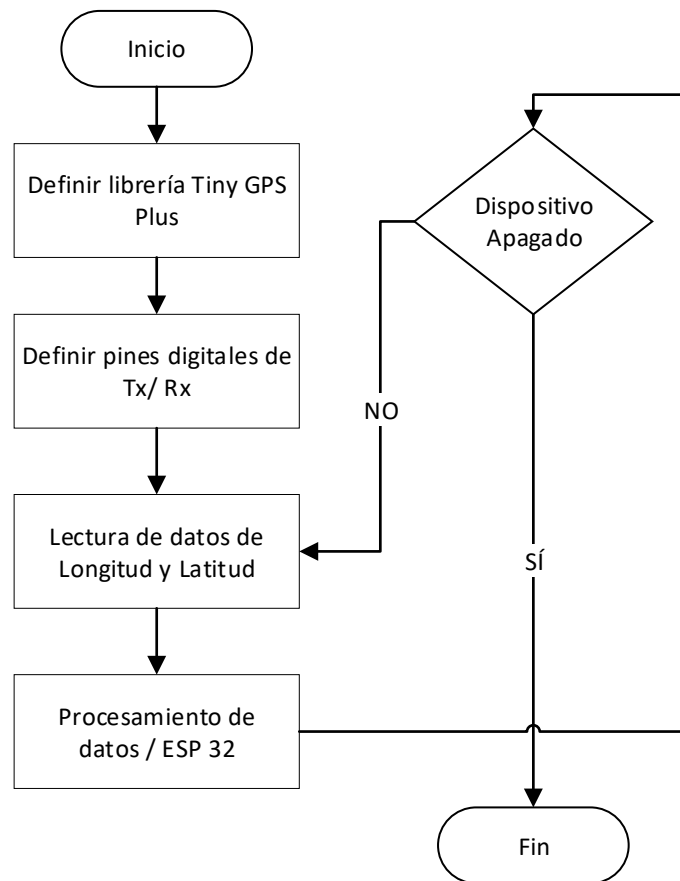 Inicio
Definir librería Tiny GPS
Plus
Definir pines digitales de
Tx/ Rx
Lectura de datos de
Longitud y Latitud
Procesamiento de
datos / ESP 32
Dispositivo
Apagado
NO
SÍ
Fin